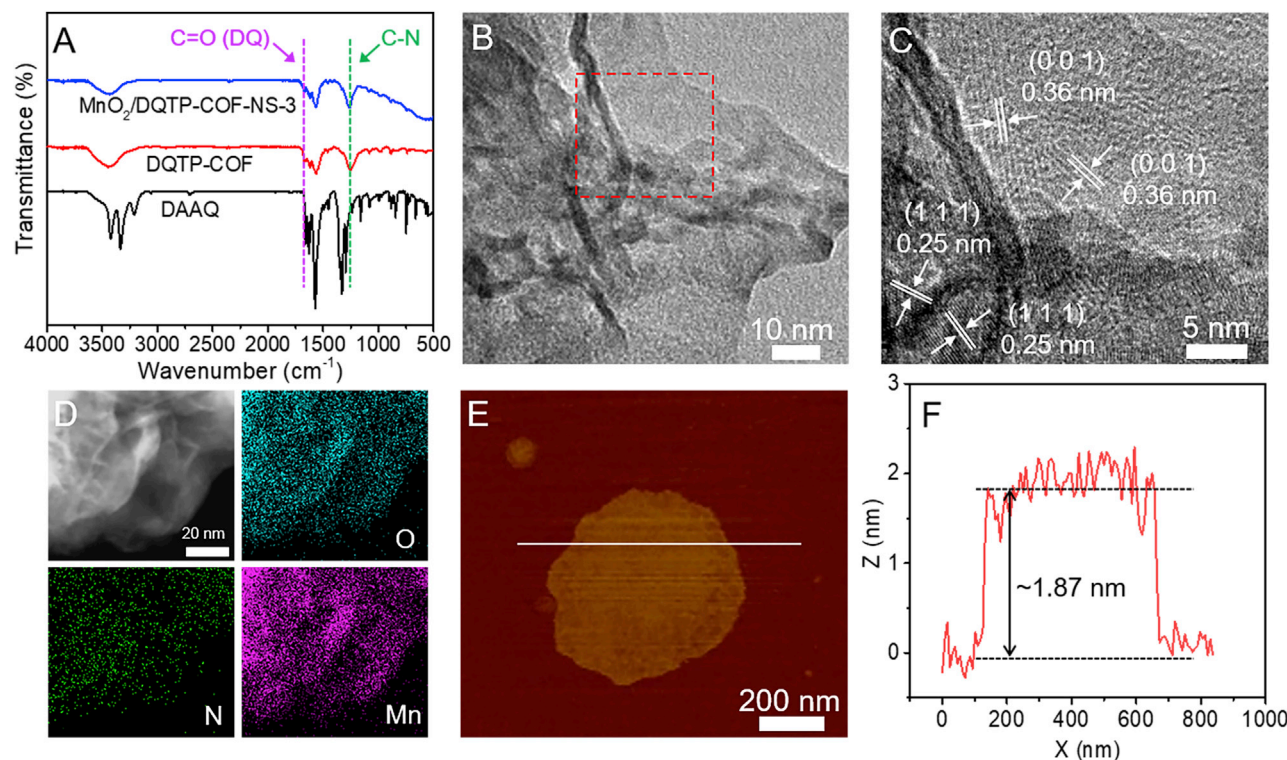 A
C=O (DQ)
C-N
MnO2/DQTP-COF-NS-3
DQTP-COF
DAAQ
Transmittance (%)
4000 3500 3000 2500 2000 1500 1000 500
Wavenumber (cm-1)
B
10 nm
C
(0 0 1)
0.36 nm
(0 0 1)
0.36 nm
(1 1 1)
0.25 nm
(1 1 1)
0.25 nm
5 nm
D
20 nm
O
N
Mn
E
200 nm
F
3
2
1
0
Z (nm)
~1.87 nm
0 200 400 600 800 1000
X (nm)